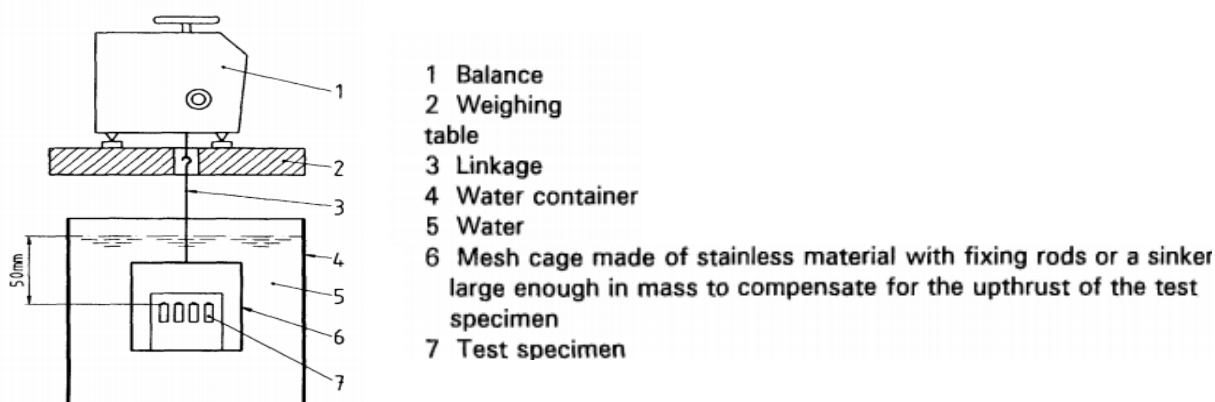 1
2
3
4
5
6
7
50mm
1 Balance
2 Weighing
table
3 Linkage
4 Water container
5 Water
6 Mesh cage made of stainless material with fixing rods or a sinker
large enough in mass to compensate for the upthrust of the test
specimen
7 Test specimen